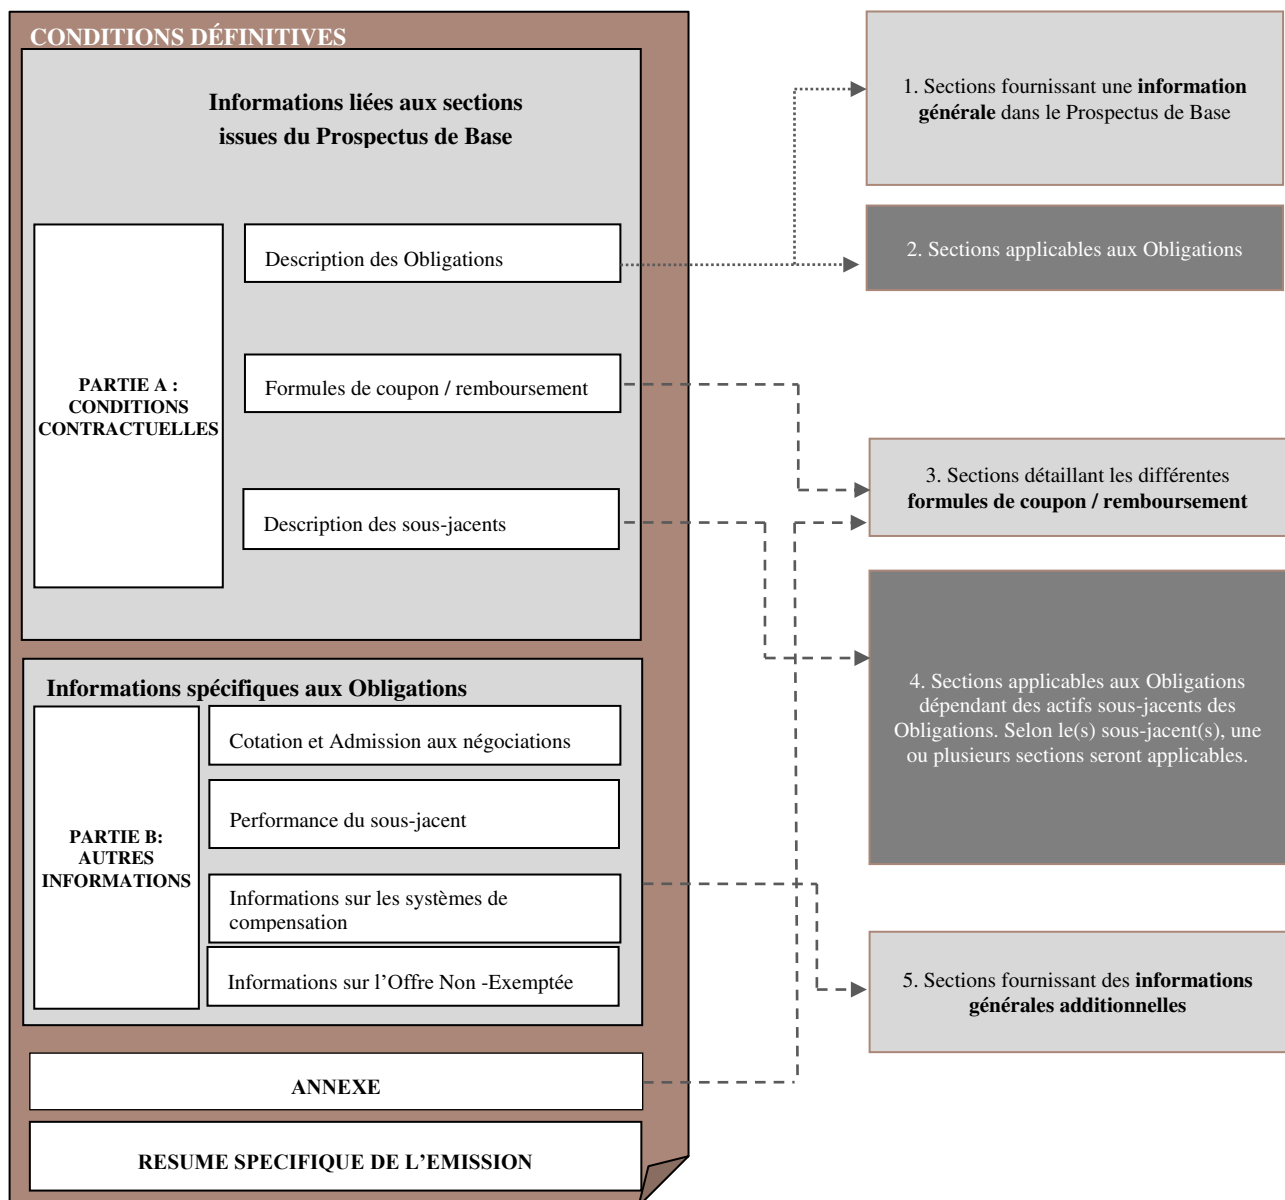 CONDITIONS DÉFINITIVES
Informations liées aux sections
issues du Prospectus de Base
PARTIE A :
CONDITIONS
CONTRACTUELLES
Description des Obligations
Formules de coupon / remboursement
Description des sous-jacents
Informations spécifiques aux Obligations
PARTIE B:
AUTRES
INFORMATIONS
Cotation et Admission aux négociations
Performance du sous-jacent
Informations sur les systèmes de
compensation
Informations sur l’Offre Non -Exemptée
ANNEXE
RESUME SPECIFIQUE DE L’EMISSION
1. Sections fournissant une information
générale dans le Prospectus de Base
2. Sections applicables aux Obligations
3. Sections détaillant les différentes
formules de coupon / remboursement
4. Sections applicables aux Obligations
dépendant des actifs sous-jacents des
Obligations. Selon le(s) sous-jacent(s), une
ou plusieurs sections seront applicables.
5. Sections fournissant des informations
générales additionnelles